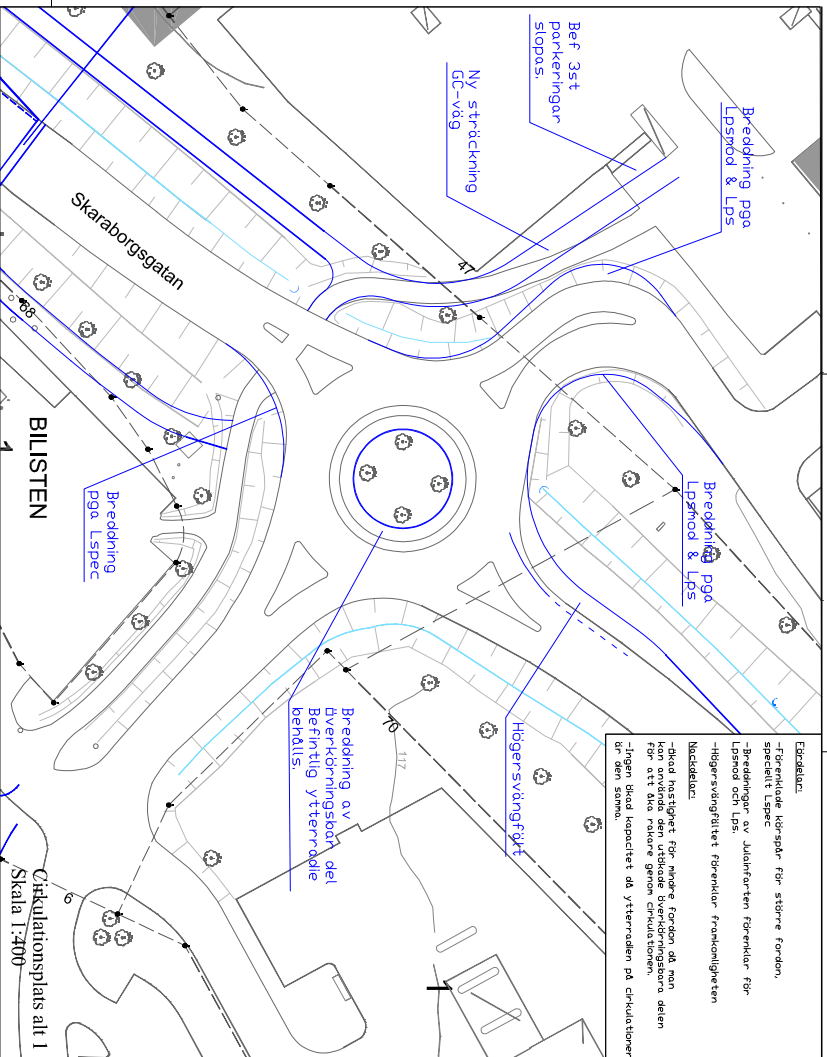 Bef 3st
parkeringar
slopas.
Ny sträckning
GC-väg
Breddning pga
Lpsmod & Lps
Skaraborgsgatan
47
68
BILISTEN
1
Breddning
pga Lspec
Breddning pga
Lpsmod & Lps
Breddning av
överkörningsbar del
Befintlig ytterradie
behålls.
Högersvängfält
70
117
6
1
Fördelar:
-Förenklade körspår för större fordon,
speciellt Lspec
-Breddningar av Julainfarten förenklar för
Lpsmod och Lps.
-Högersvängfältet förenklar framkomligheten
Nackdelar:
-Ökad hastighet för mindre fordon då man
kan använda den utökade överkörningsbara delen
för att åka rakare genom cirkulationen.
-Ingen ökad kapacitet då ytterradien på cirkulationen
är den samma.
Cirkulationsplats alt 1
Skala 1:400